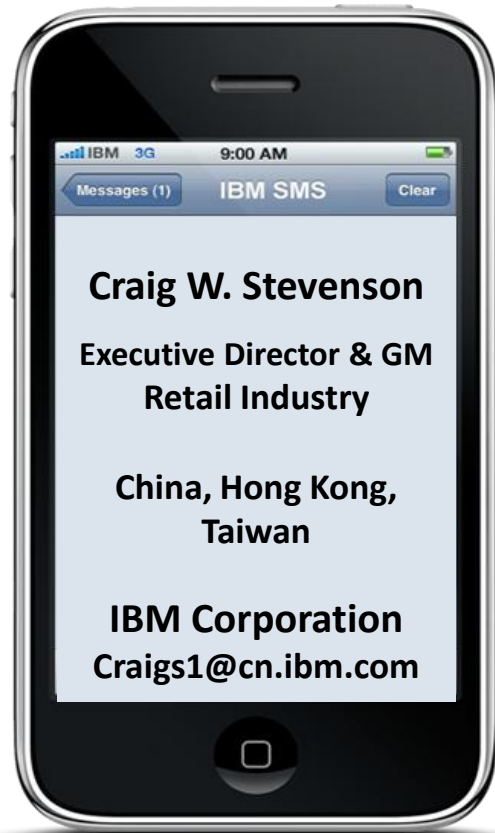 IBM 3G 9:00 AM
Messages (1) IBM SMS Clear
Craig W. Stevenson
Executive Director & GM
Retail Industry
China, Hong Kong,
Taiwan
IBM Corporation
Craigs1@cn.ibm.com